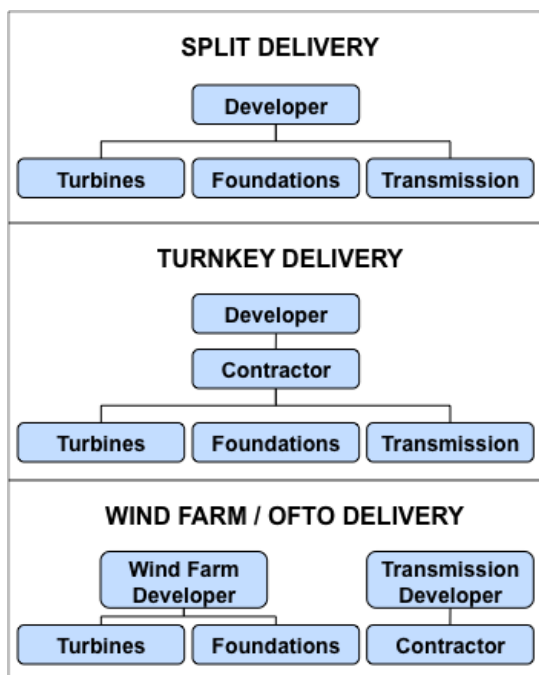 SPLIT DELIVERY
Developer
Turbines
Foundations
Transmission
TURNKEY DELIVERY
Developer
Contractor
Turbines
Foundations
Transmission
WIND FARM / OFTO DELIVERY
Wind Farm
Developer
Transmission
Developer
Turbines
Foundations
Contractor